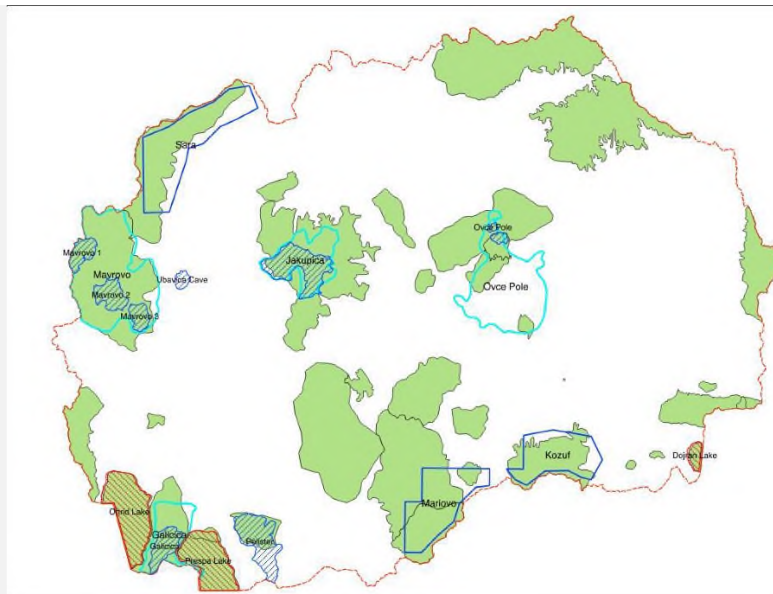 Sara
Ovce Pole
Mavrovo 1
Jakupica
Mavrovo
Ubavica Cave
Ovce Pole
Mavrovo 2
Mavrovo 3
Kozuf
Dojran Lake
Mariovo
Ohrid Lake
Galicica
Galicica
Pelister
Prespa Lake